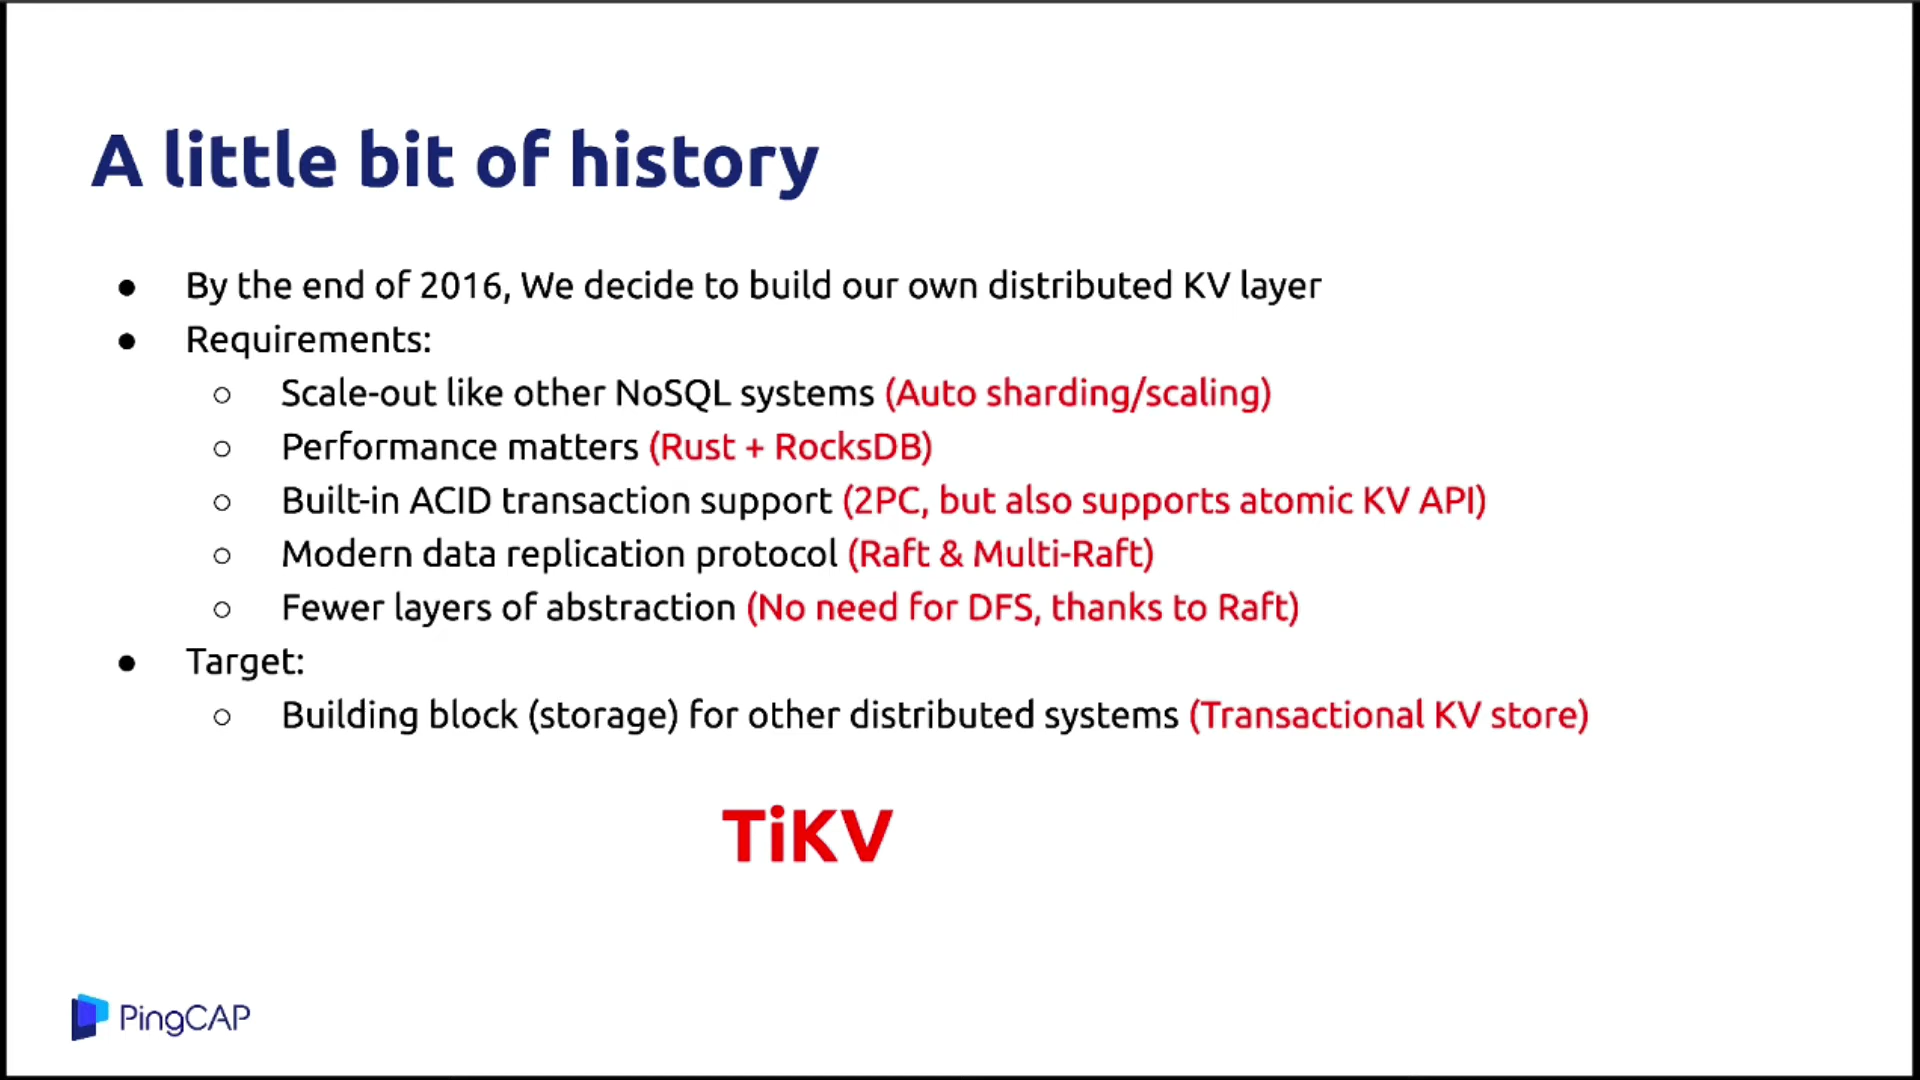 A little bit of history
● By the end of 2016, We decide to build our own distributed KV layer
● Requirements:
○ Scale-out like other NoSQL systems (Auto sharding/scaling)
○ Performance matters (Rust + RocksDB)
○ Built-in ACID transaction support (2PC, but also supports atomic KV API)
○ Modern data replication protocol (Raft & Multi-Raft)
○ Fewer layers of abstraction (No need for DFS, thanks to Raft)
● Target:
○ Building block (storage) for other distributed systems (Transactional KV store)
TiKV
PingCAP